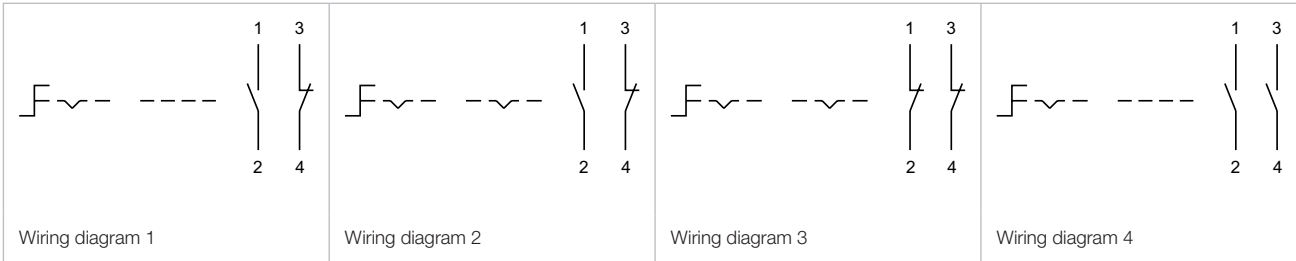 1 3 1 3 1 3 1 3
2 4 2 4 2 4 2 4
Wiring diagram 1 Wiring diagram 2 Wiring diagram 3 Wiring diagram 4